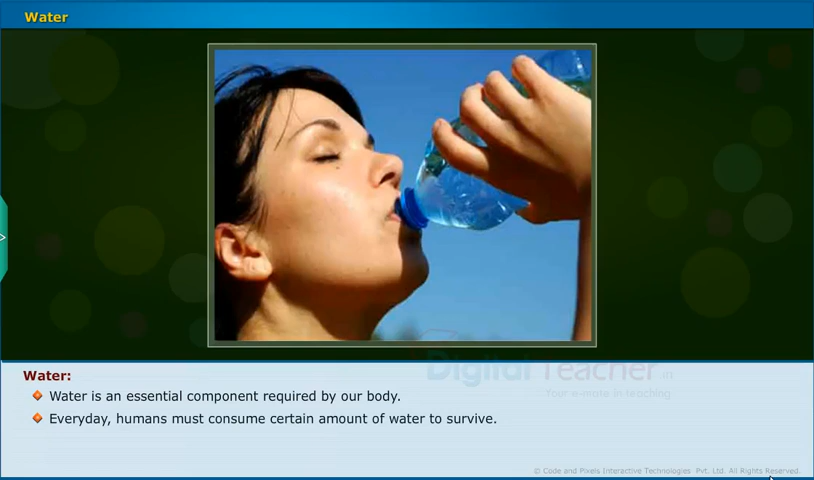 Water
Water:
Water is an essential component required by our body.
Everyday, humans must consume certain amount of water to survive.
Digital Teacher
Your e-mate in teaching
© Code and Pixels Interactive Technologies Pvt. Ltd. All Rights Reserved.